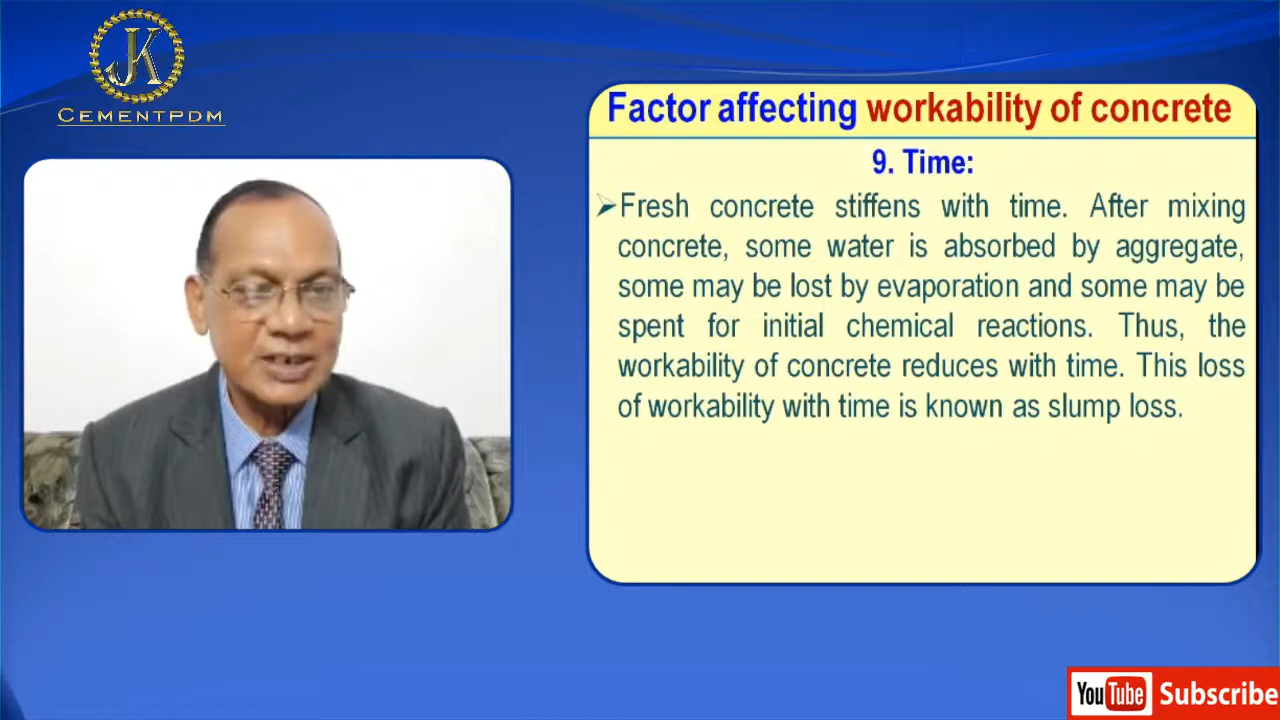 JK
CEMENTPDM
Factor affecting workability of concrete
9. Time:
➢Fresh concrete stiffens with time. After mixing
concrete, some water is absorbed by aggregate,
some may be lost by evaporation and some may be
spent for initial chemical reactions. Thus, the
workability of concrete reduces with time. This loss
of workability with time is known as slump loss.
YouTube Subscribe